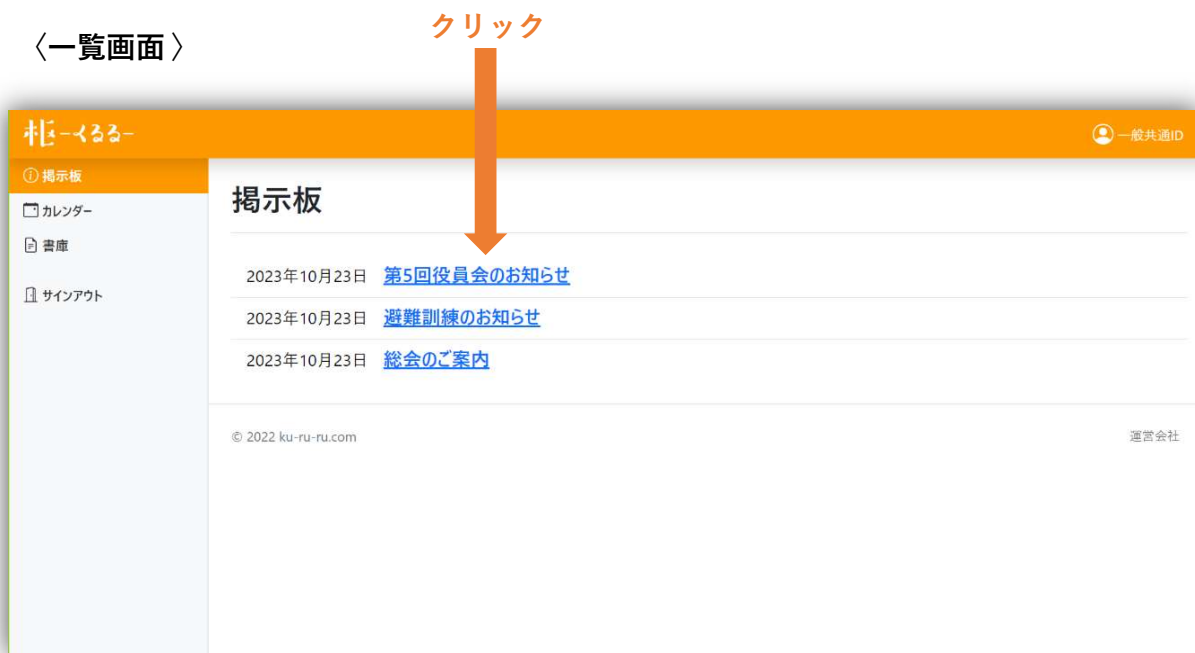 クリック
〈一覧画面〉
枢-くるる-
一般共通ID
掲示板
カレンダー
書庫
サインアウト
掲示板
2023年10月23日 第5回役員会のお知らせ
2023年10月23日 避難訓練のお知らせ
2023年10月23日 総会のご案内
© 2022 ku-ru-ru.com
運営会社